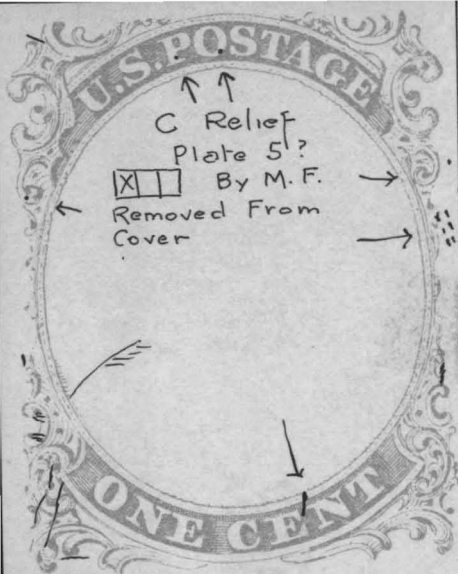 U.S. POSTAGE
C Relief
Plate 5?
X By M. F.
Removed From
Cover
ONE CENT